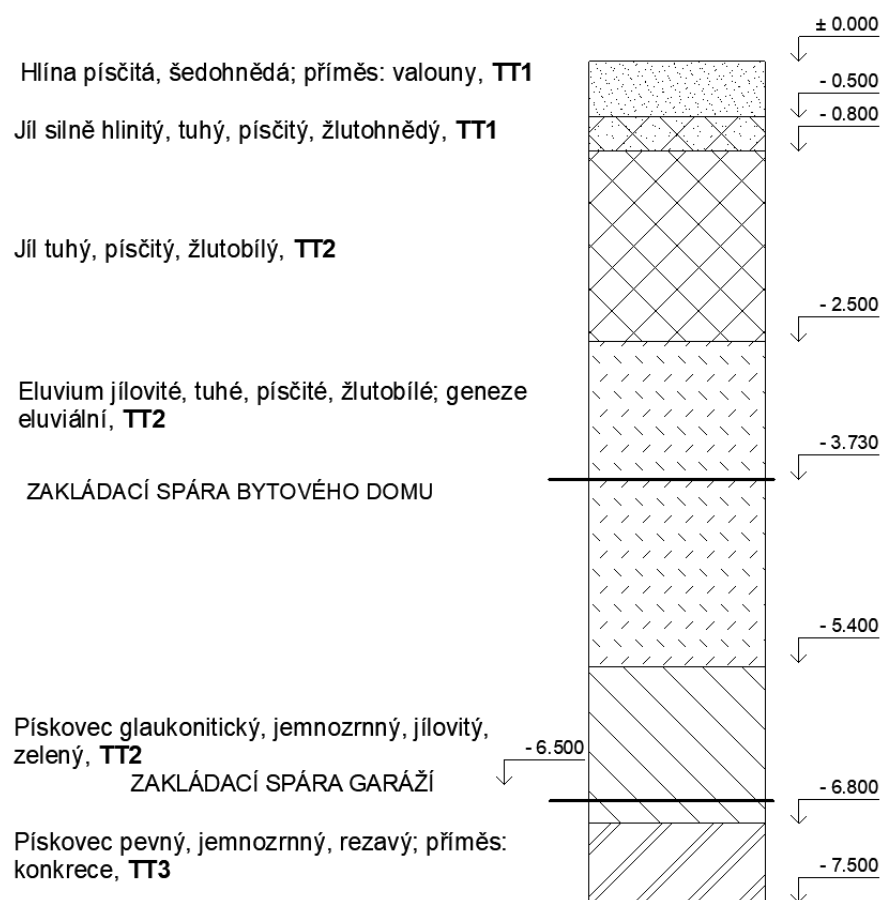 ± 0.000
Hlína písčitá, šedohnědá; příměs: valouny, TT1
- 0.500
- 0.800
Jíl silně hlinitý, tuhý, písčitý, žlutohnědý, TT1
Jíl tuhý, písčitý, žlutobílý, TT2
- 2.500
Eluvium jílovité, tuhé, písčité, žlutobílé; geneze
eluviální, TT2
- 3.730
ZAKLÁDACÍ SPÁRA BYTOVÉHO DOMU
- 5.400
Pískovec glaukonitický, jemnozrnný, jílovitý,
zelený, TT2
- 6.500
ZAKLÁDACÍ SPÁRA GARÁŽÍ
- 6.800
Pískovec pevný, jemnozrnný, rezavý; příměs:
konkrece, TT3
- 7.500